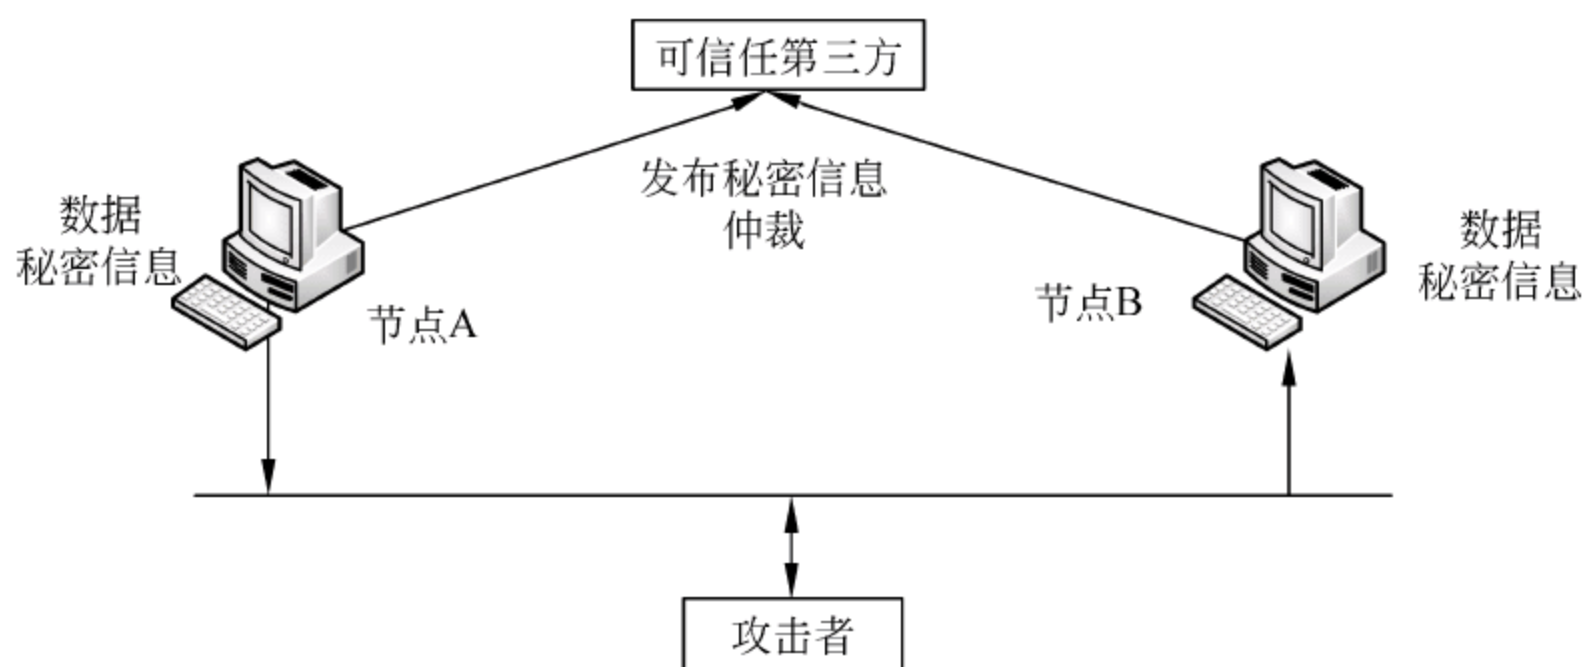 可信任第三方
发布秘密信息
仲裁
数据
秘密信息
节点A
节点B
数据
秘密信息
攻击者